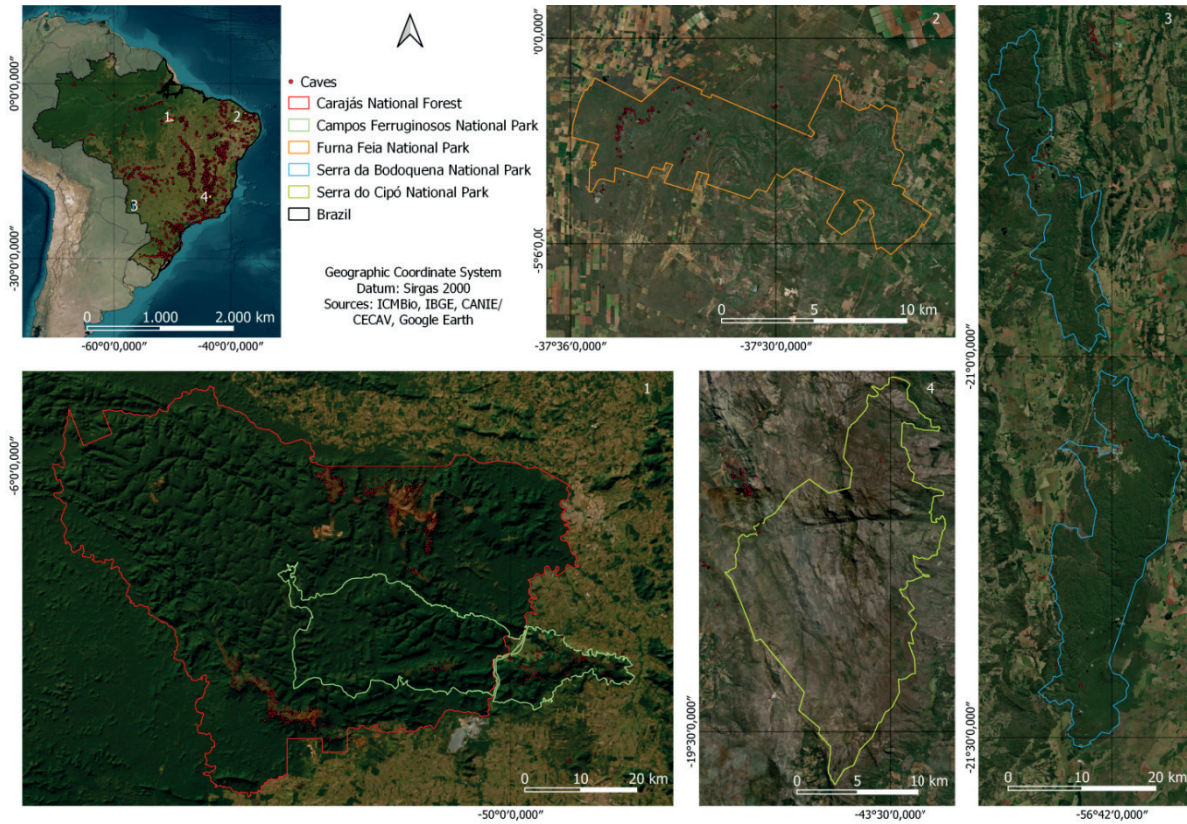 0°0'0,000"
-30°0'0,000"
1
2
3
4
0 1.000 2.000 km
-60°0'0,000" -40°0'0,000"
Caves
Carajás National Forest
Campos Ferruginosos National Park
Furna Feia National Park
Serra da Bodoquena National Park
Serra do Cipó National Park
Brazil
Geographic Coordinate System
Datum: Sirgas 2000
Sources: ICMBio, IBGE, CANIE/
CECAV, Google Earth
2
)'0,000"
-5°6'0,0(
0 5 10 km
-37°36'0,000" -37°30'0,000"
3
-21°0'0,000"
-21°30'0,000"
0 10 20 km
-56°42'0,000"
1
-6°0'0,000"
0 10 20 km
-50°0'0,000"
4
-19°30'0,000"
0 5 10 km
-43°30'0,000"